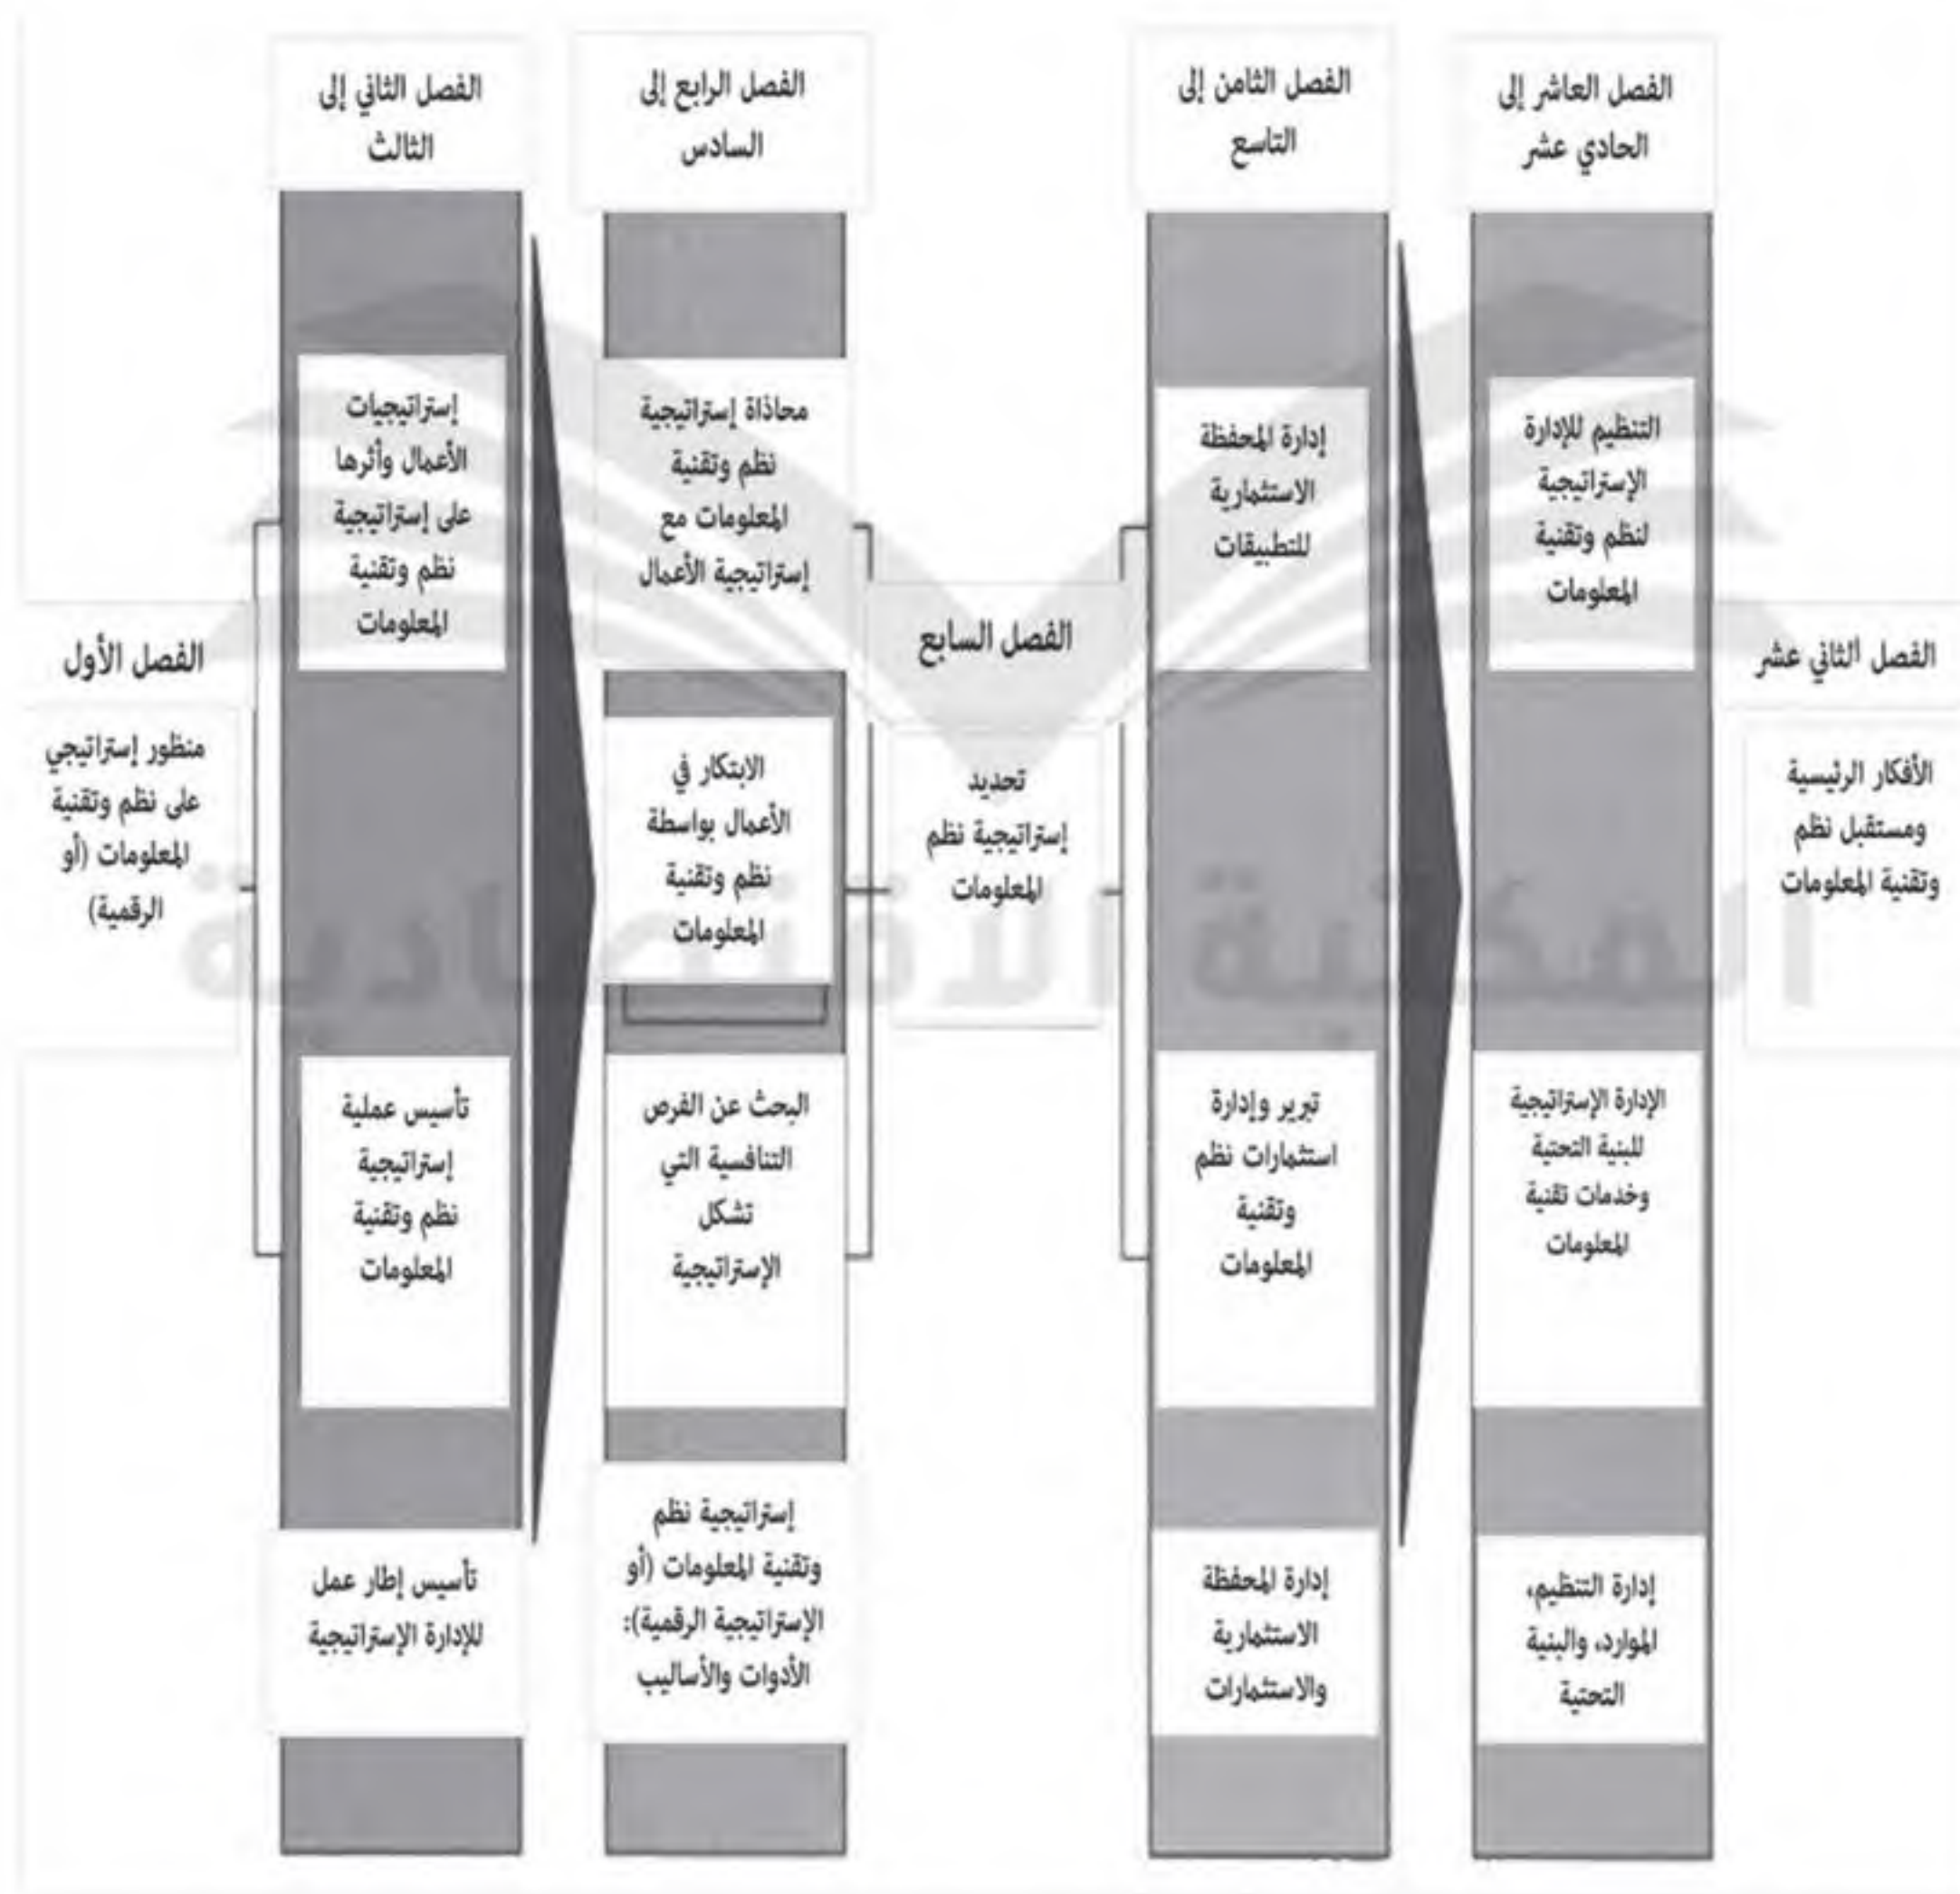 الفصل الأول
منظور إستراتيجي
على نظم وتقنية
المعلومات (أو
الرقمية)
الفصل الثاني إلى
الثالث
إستراتيجيات
الأعمال وأثرها
على إستراتيجية
نظم وتقنية
المعلومات
تأسيس عملية
إستراتيجية
نظم وتقنية
المعلومات
تأسيس إطار عمل
للإدارة الإستراتيجية
الفصل الرابع إلى
السادس
محاذاة إستراتيجية
نظم وتقنية
المعلومات مع
إستراتيجية الأعمال
الابتكار في
الأعمال بواسطة
نظم وتقنية
المعلومات
البحث عن الفرص
التنافسية التي
تشكل
الإستراتيجية
إستراتيجية نظم
وتقنية المعلومات (أو
الإستراتيجية الرقمية):
الأدوات والأساليب
الفصل السابع
تحديد
إستراتيجية نظم
المعلومات
الفصل الثامن إلى
التاسع
إدارة المحفظة
الاستثمارية
للتطبيقات
تبرير وإدارة
استثمارات نظم
وتقنية
المعلومات
إدارة المحفظة
الاستثمارية
والاستثمارات
الفصل العاشر إلى
الحادي عشر
التنظيم للإدارة
الإستراتيجية
لنظم وتقنية
المعلومات
الإدارة الإستراتيجية
للبنية التحتية
وخدمات تقنية
المعلومات
إدارة التنظيم،
الموارد، والبنية
التحتية
الفصل الثاني عشر
الأفكار الرئيسية
ومستقبل نظم
وتقنية المعلومات
المكتبة الاقتصادية